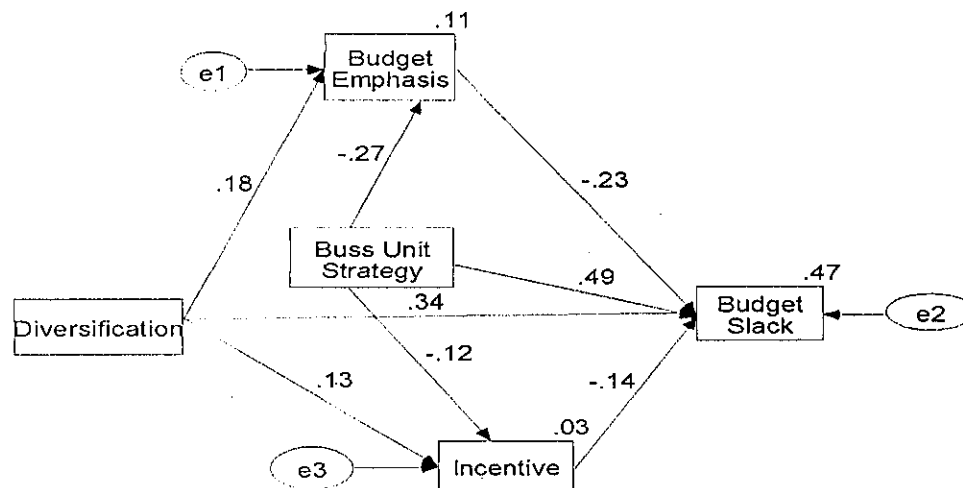 .11
Budget
Emphasis
e1
-.27
.18
-.23
Buss Unit
Strategy
.49
.47
.34
Budget
Slack
e2
Diversification
-.12
.13
-.14
.03
e3
Incentive